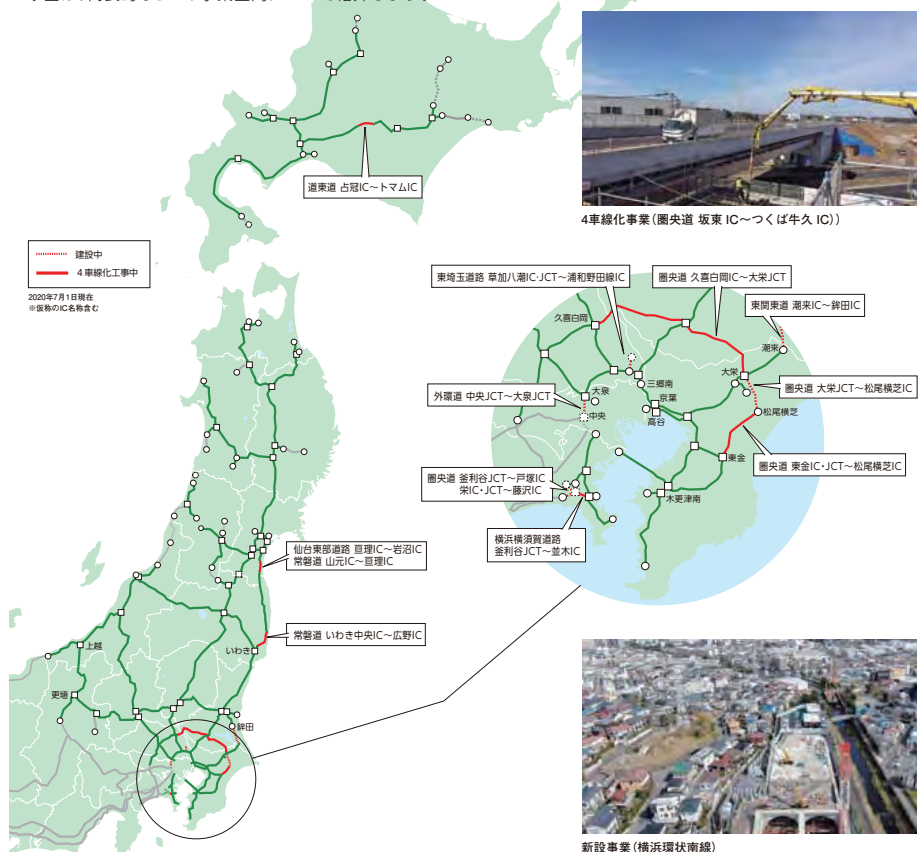 道東道 占冠IC～トマムIC
4車線化事業(圏央道 坂東 IC～つくば牛久 IC))
建設中
4車線化工事中
2020年7月1日現在
※仮称のIC名称含む
東埼玉道路 草加八潮IC・JCT～浦和野田線IC
圏央道 久喜白岡IC～大栄JCT
東関東道 潮来IC～鉾田IC
久喜白岡
潮来
大栄
三郷南
大泉
京葉
外環道 中央JCT～大泉JCT
圏央道 大栄JCT～松尾横芝IC
中央
高谷
松尾横芝
東金
圏央道 東金IC・JCT～松尾横芝IC
圏央道 釜利谷JCT～戸塚IC
栄IC・JCT～藤沢IC
木更津南
横浜横須賀道路
釜利谷JCT～並木IC
仙台東部道路 亘理IC～岩沼IC
常磐道 山元IC～亘理IC
常磐道 いわき中央IC～広野IC
いわき
上越
更埴
鉾田
新設事業(横浜環状南線)